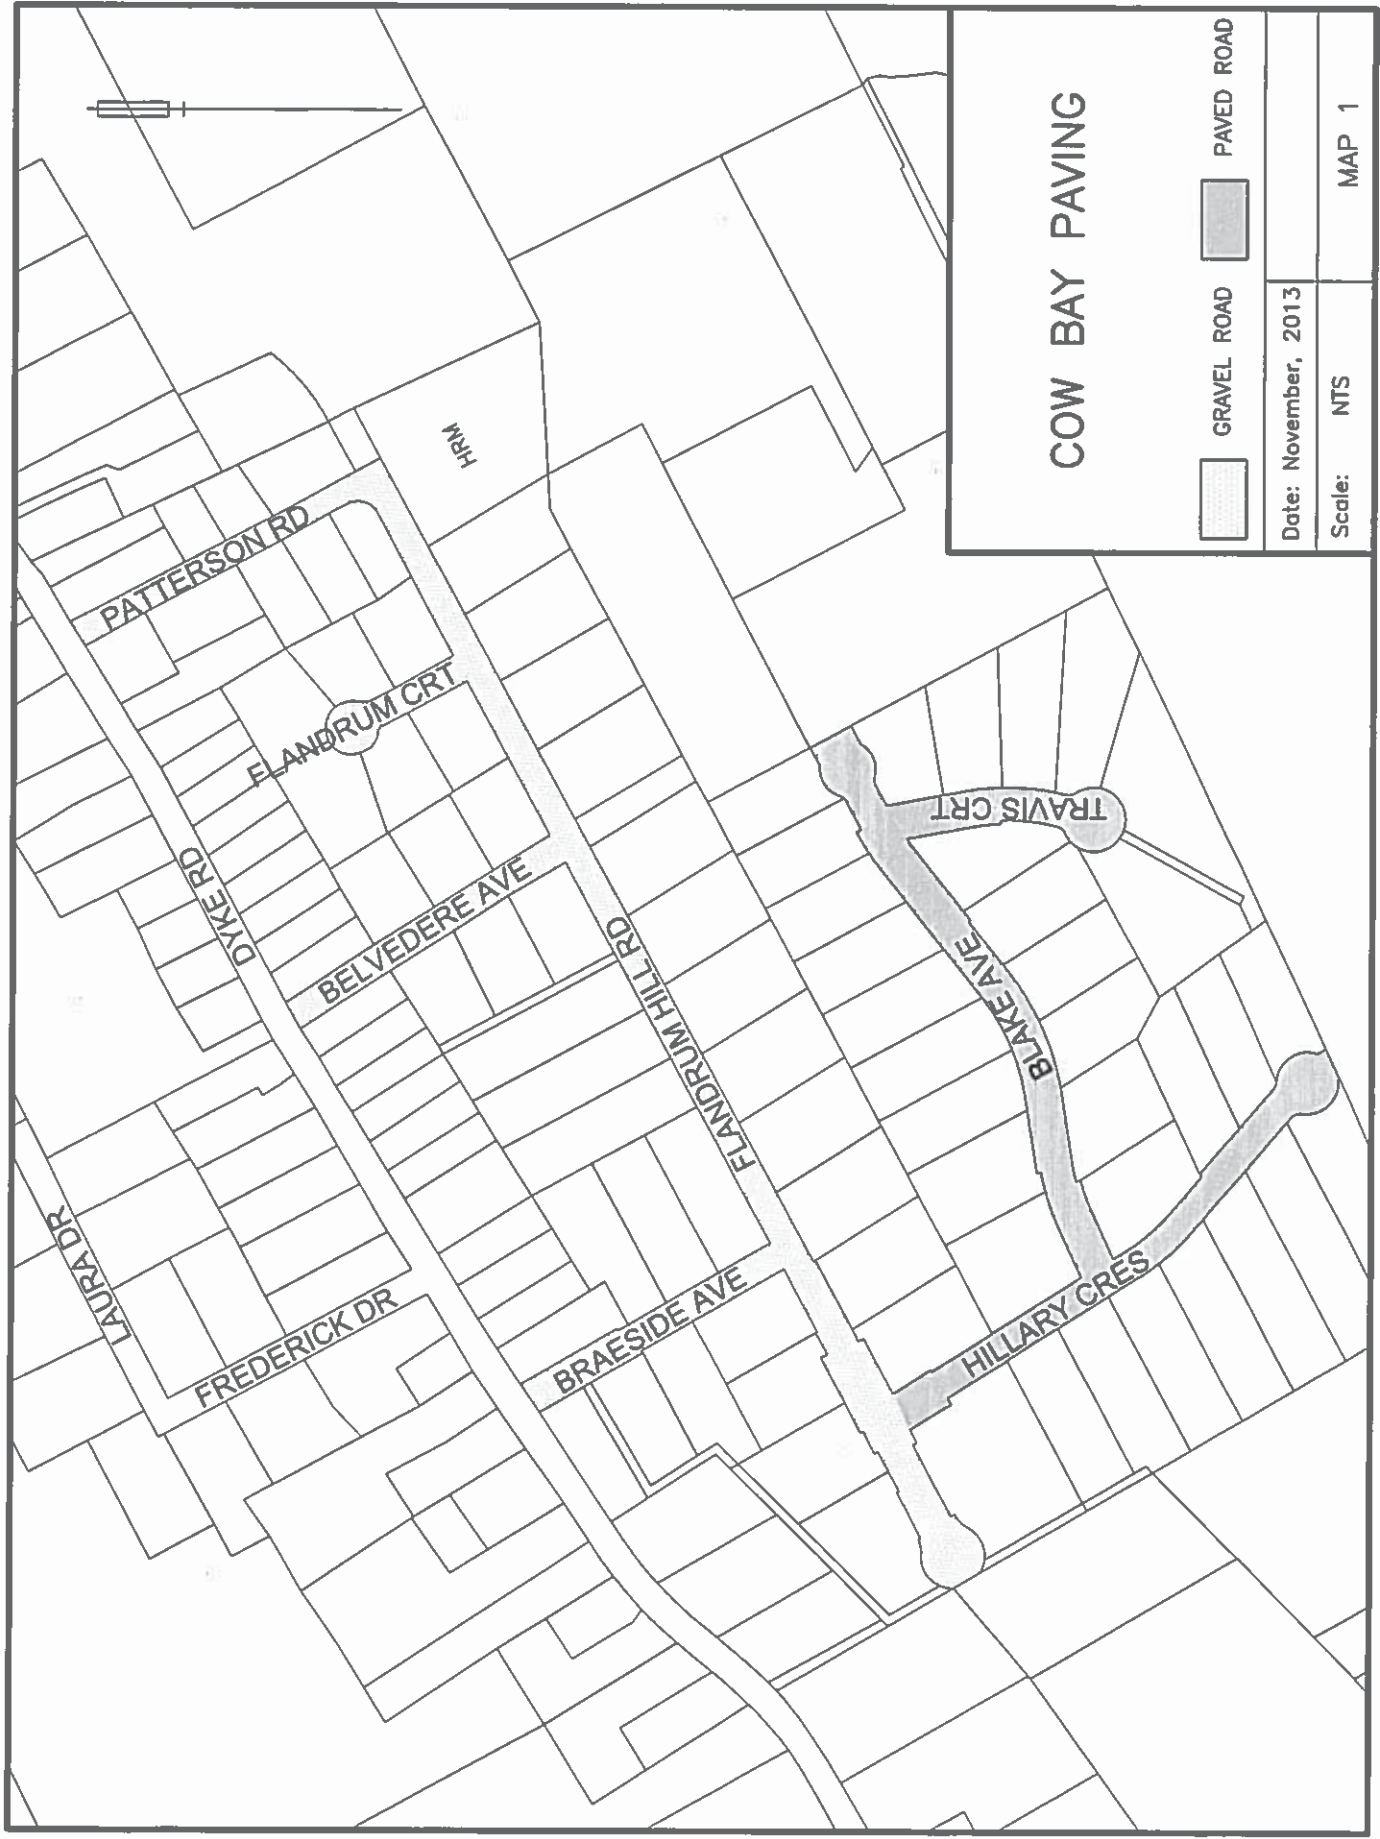 LAURA DR
FREDERICK DR
DYKE RD
PATTERSON RD
FLANDRUM CRT
BELVEDERE AVE
BRAESIDE AVE
FLANDRUM HILL RD
HRM
HILLARY CRES
BLAKE AVE
TRAVIS CRT
COW BAY PAVING
GRAVEL ROAD
PAVED ROAD
Date: November, 2013
Scale: NTS
MAP 1